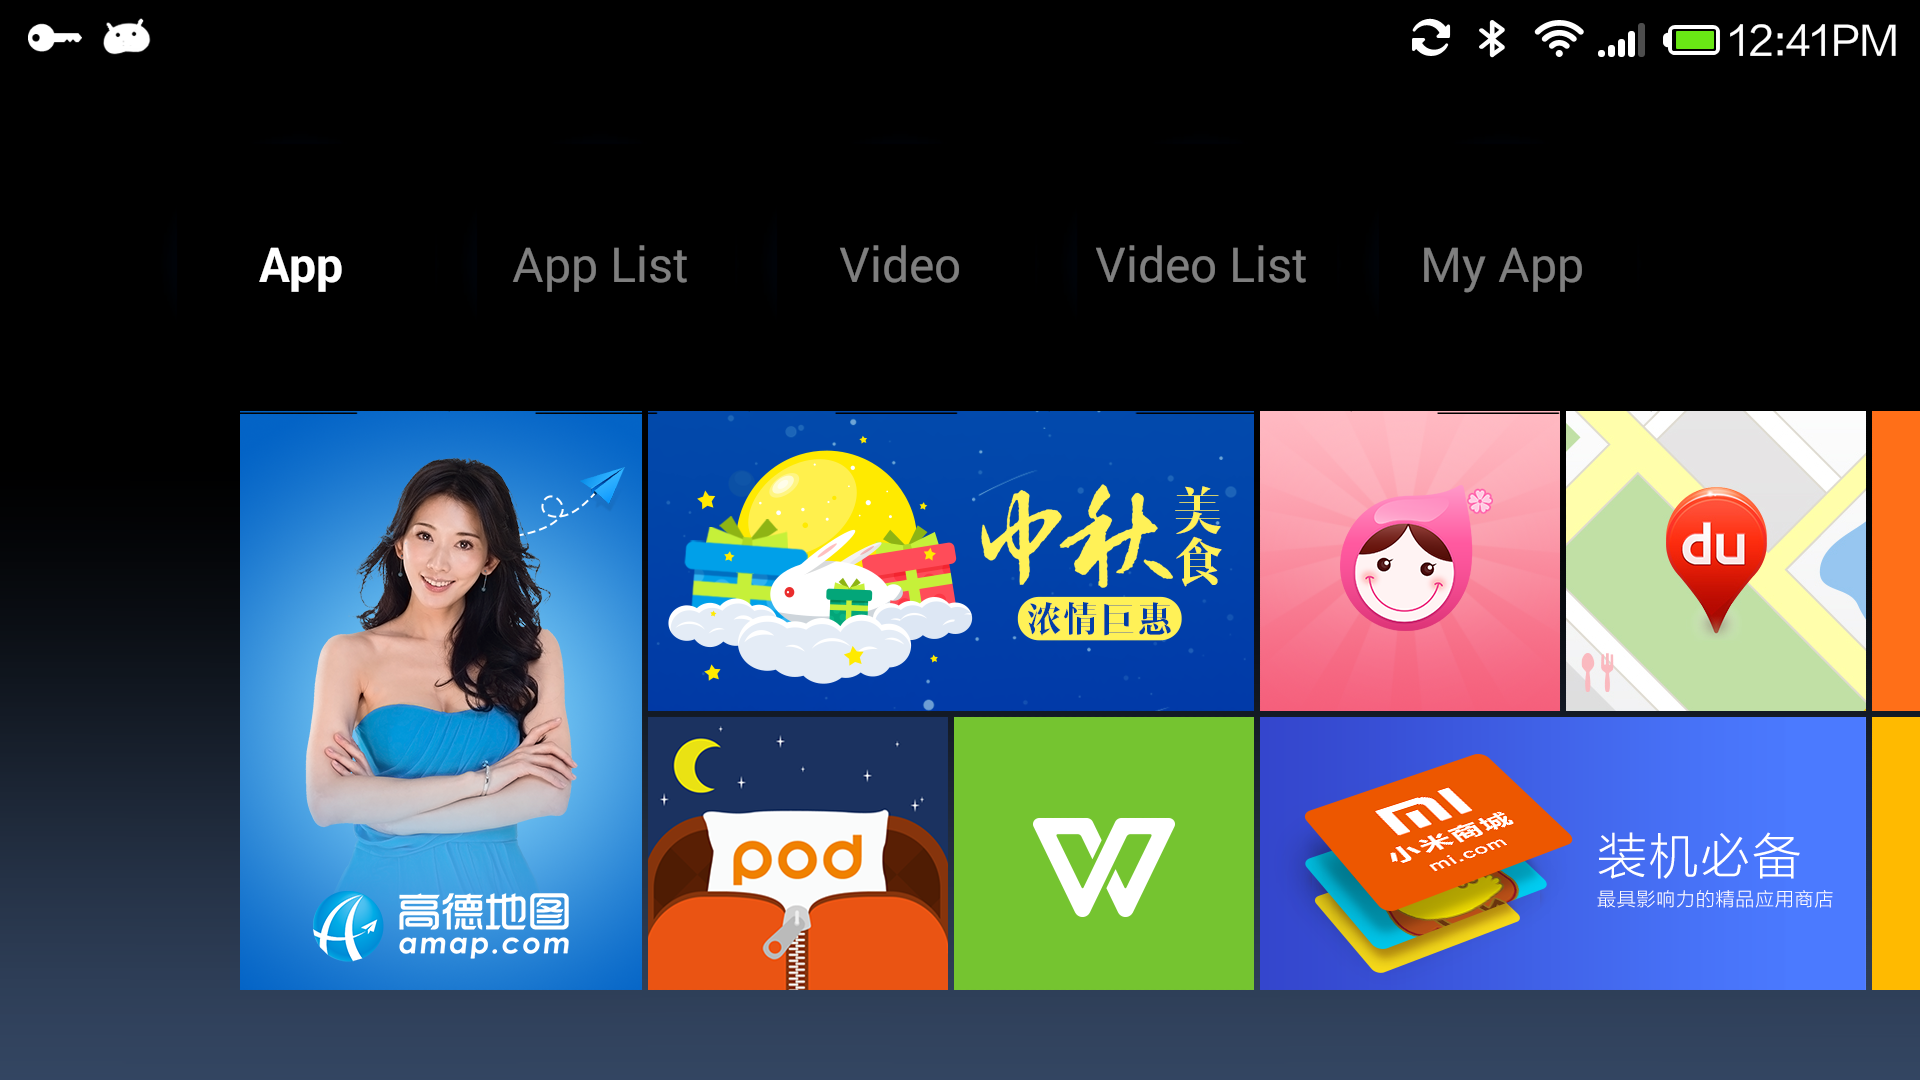 12:41PM
App
App List
Video
Video List
My App
高德地图
amap.com
中秋
美食
浓情巨惠
du
pod
小米商城
mi.com
装机必备
最具影响力的精品应用商店